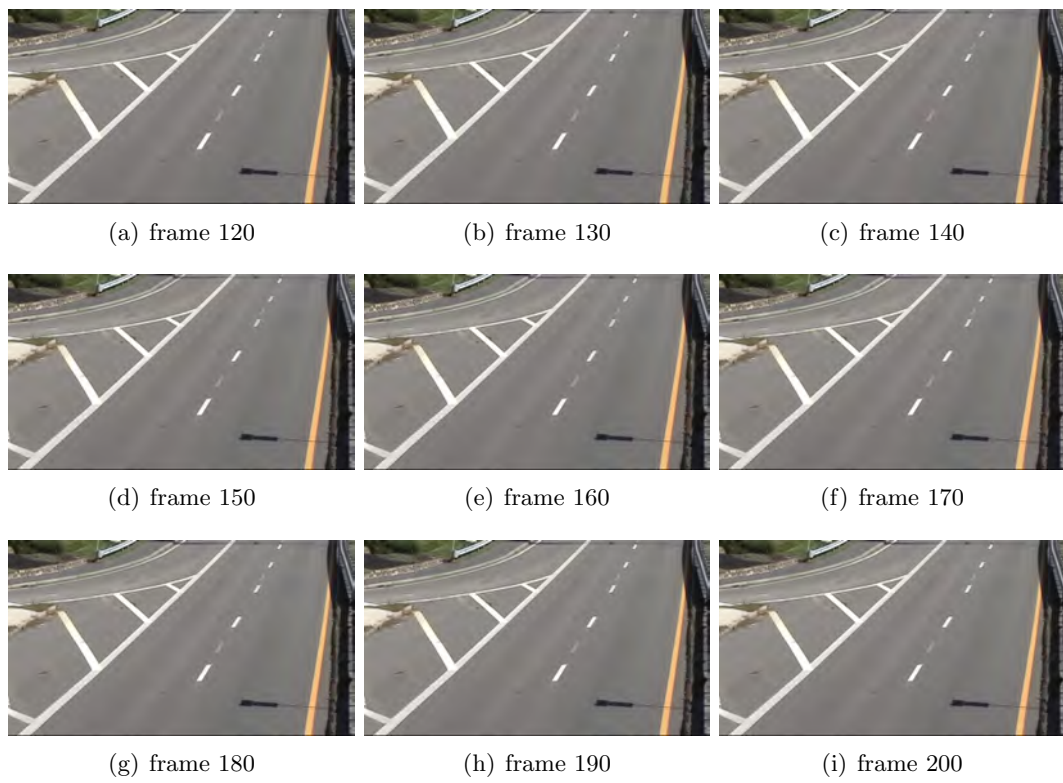 (a) frame 120
(b) frame 130
(c) frame 140
(d) frame 150
(e) frame 160
(f) frame 170
(g) frame 180
(h) frame 190
(i) frame 200